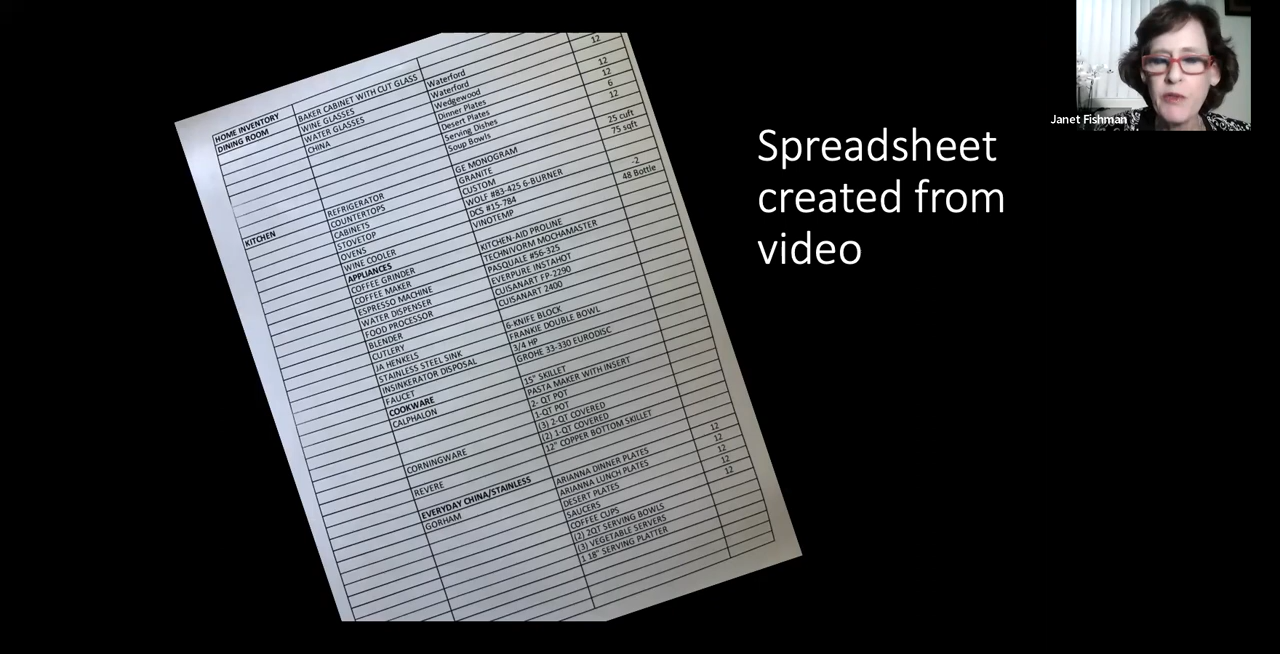 HOME INVENTORY
DINING ROOM BAKER CABINET WITH CUT GLASS
WINE GLASSES Waterford
WATER GLASSES Waterford 12
CHINA Wedgewood
Dinner Plates 12
Desert Plates 12
Serving Dishes 6
Soup Bowls 12
KITCHEN REFRIGERATOR GE MONOGRAM 25 cuft
COUNTERTOPS GRANITE 75 sqft
CABINETS CUSTOM
STOVETOP WOLF #83-425 6-BURNER
OVENS DCS #15-784 -2
WINE COOLER VINOTEMP 48 Bottle
APPLIANCES
COFFEE GRINDER KITCHEN-AID PROLINE
COFFEE MAKER TECHNIVORM MOCHAMASTER
ESPRESSO MACHINE PASQUALE #56-325
WATER DISPENSER EVERPURE INSTAHOT
FOOD PROCESSOR CUISANART FP-2290
BLENDER CUISANART 2400
CUTLERY
JA HENKELS 6-KNIFE BLOCK
STAINLESS STEEL SINK FRANKIE DOUBLE BOWL
INSINKERATOR DISPOSAL 3/4 HP
FAUCET GROHE 33-330 EURODISC
COOKWARE
CALPHALON 15" SKILLET
PASTA MAKER WITH INSERT
2- QT POT
1-QT POT
CORNINGWARE (3) 2-QT COVERED
(2) 1-QT COVERED
REVERE 12" COPPER BOTTOM SKILLET
EVERYDAY CHINA/STAINLESS
GORHAM ARIANNA DINNER PLATES 12
ARIANNA LUNCH PLATES 12
DESERT PLATES 12
SAUCERS 12
COFFEE CUPS 12
(2) 2QT SERVING BOWLS
(3) VEGETABLE SERVERS
1 18" SERVING PLATTER
Spreadsheet
created from
video
Janet Fishman